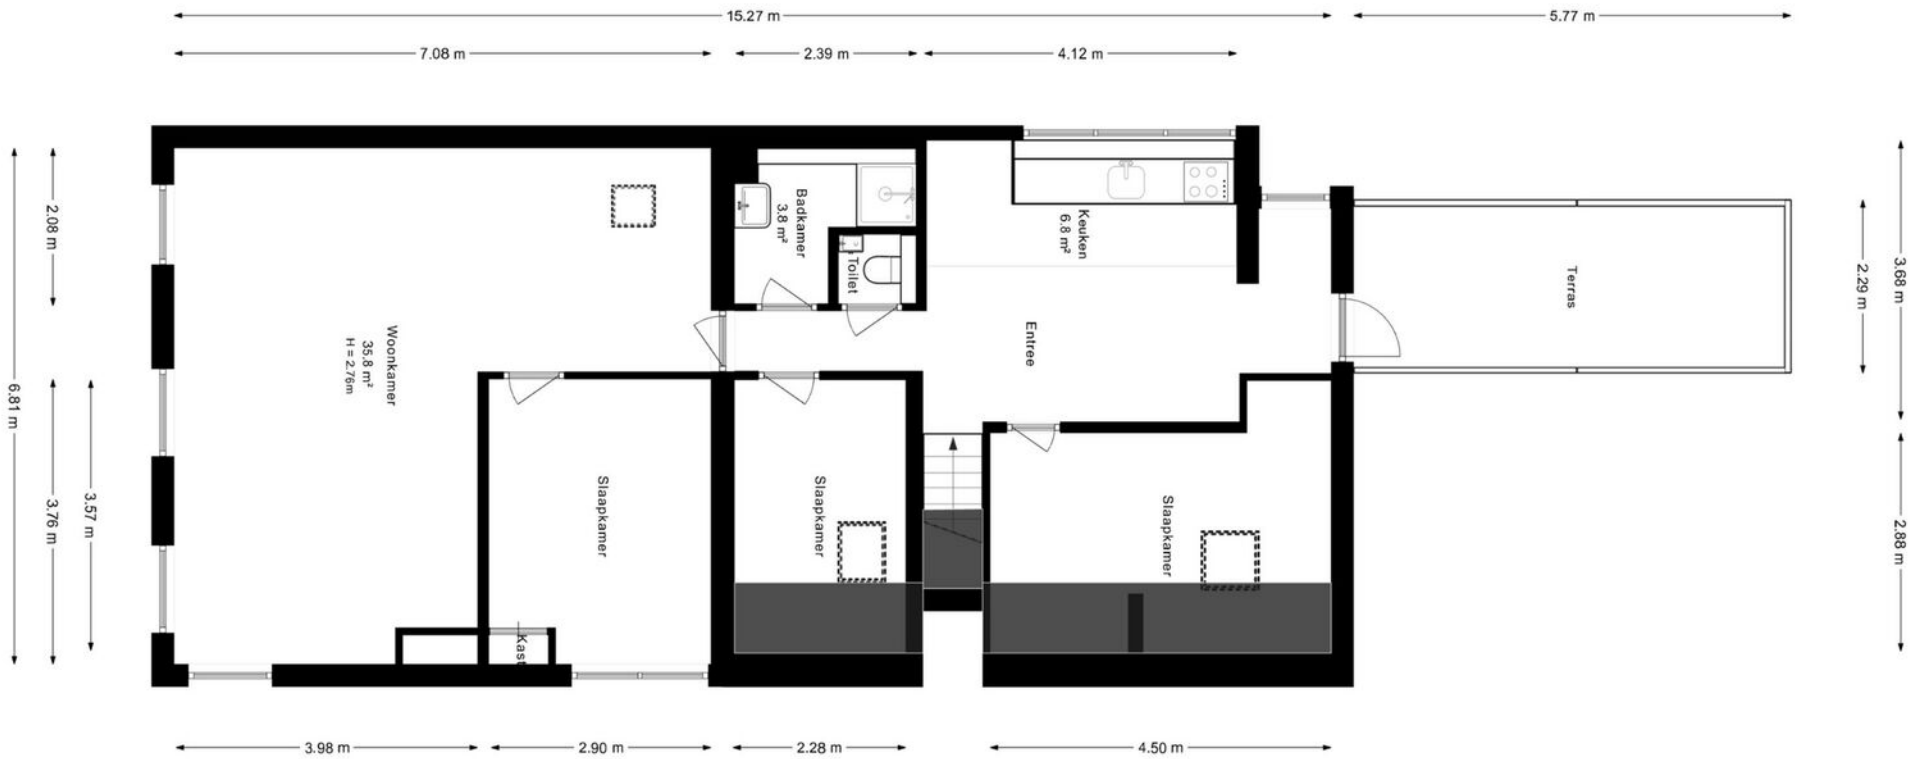 15.27 m
5.77 m
7.08 m
2.39 m
4.12 m
2.08 m
6.81 m
3.76 m
3.57 m
Woonkamer
35.8 m²
H = 2.76m
Badkamer
3.8 m²
Toilet
Keuken
6.8 m²
Entree
Terras
2.29 m
3.68 m
2.88 m
Slaapkamer
Kast
Slaapkamer
Slaapkamer
3.98 m
2.90 m
2.28 m
4.50 m